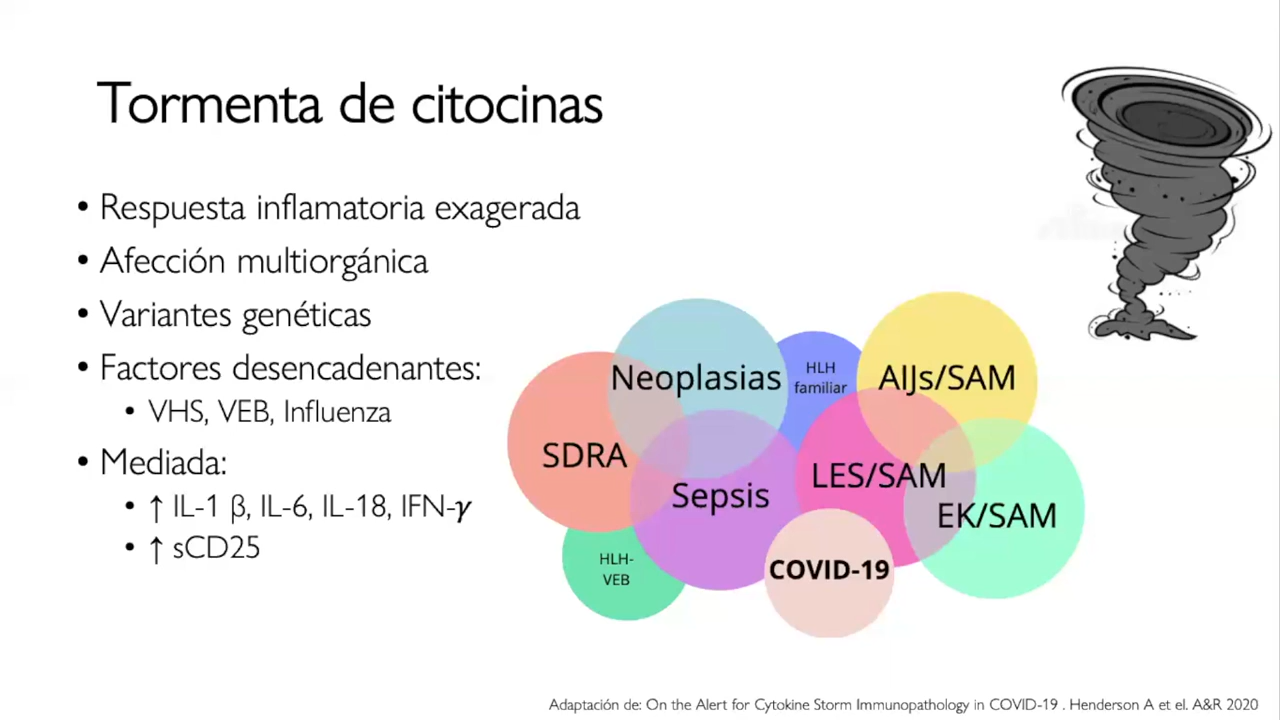 Tormenta de citocinas
• Respuesta inflamatoria exagerada
• Afección multiorgánica
• Variantes genéticas
• Factores desencadenantes:
• VHS, VEB, Influenza
• Mediada:
• ↑ IL-1 β, IL-6, IL-18, IFN-γ
• ↑ sCD25
Neoplasias
HLH
familiar
AIJs/SAM
SDRA
Sepsis
LES/SAM
EK/SAM
HLH-
VEB
COVID-19
Adaptación de: On the Alert for Cytokine Storm Immunopathology in COVID-19 . Henderson A et el. A&R 2020